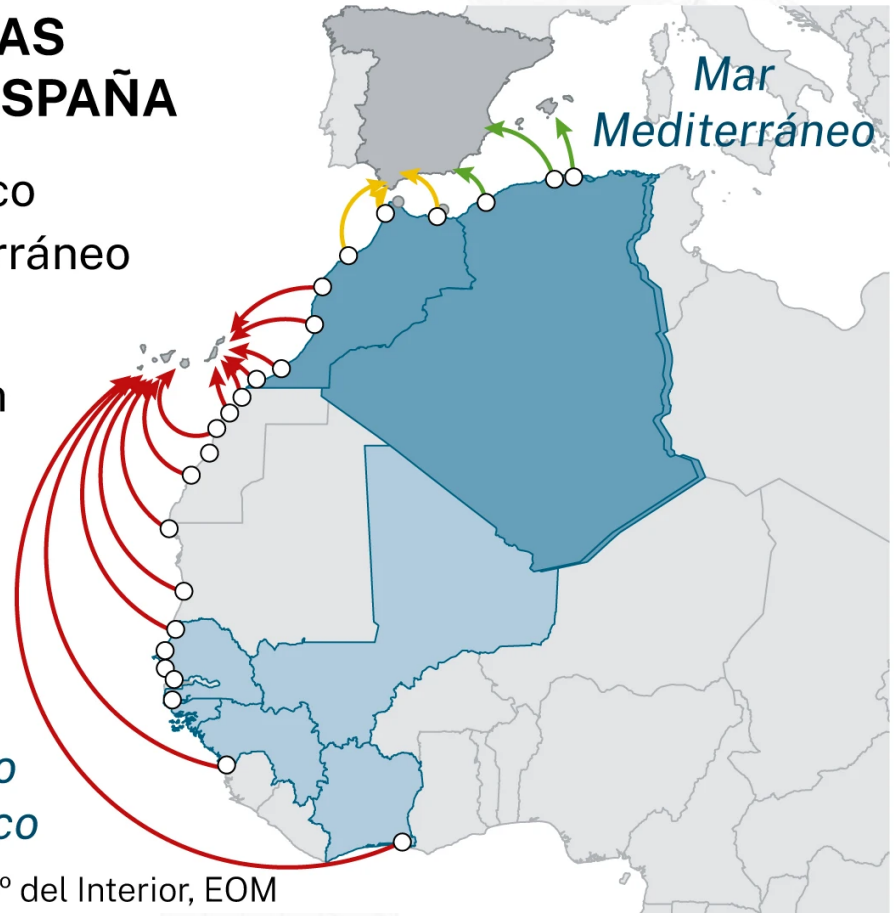 AS
SPAÑA
Mar
Mediterráneo
co
rráneo
n
o
co
º del Interior, EOM